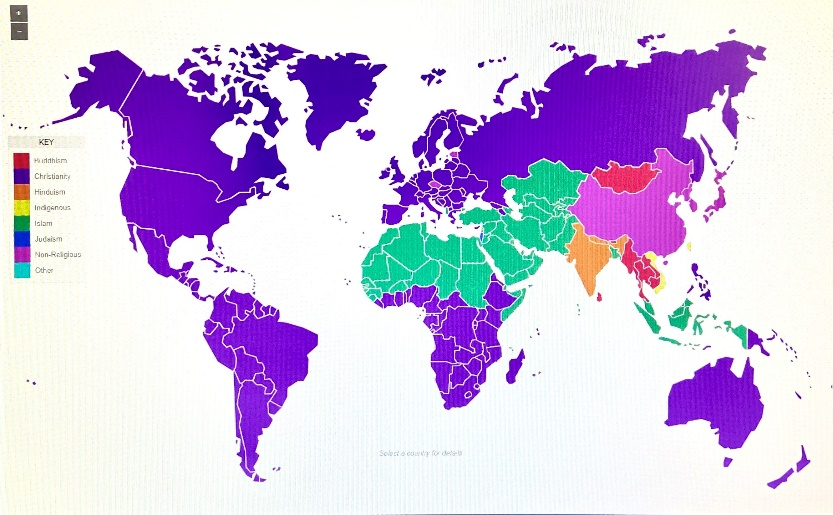 +
−
KEY
Buddhism
Christianity
Hinduism
Indigenous
Islam
Judaism
Non-Religious
Other
Select a country for details